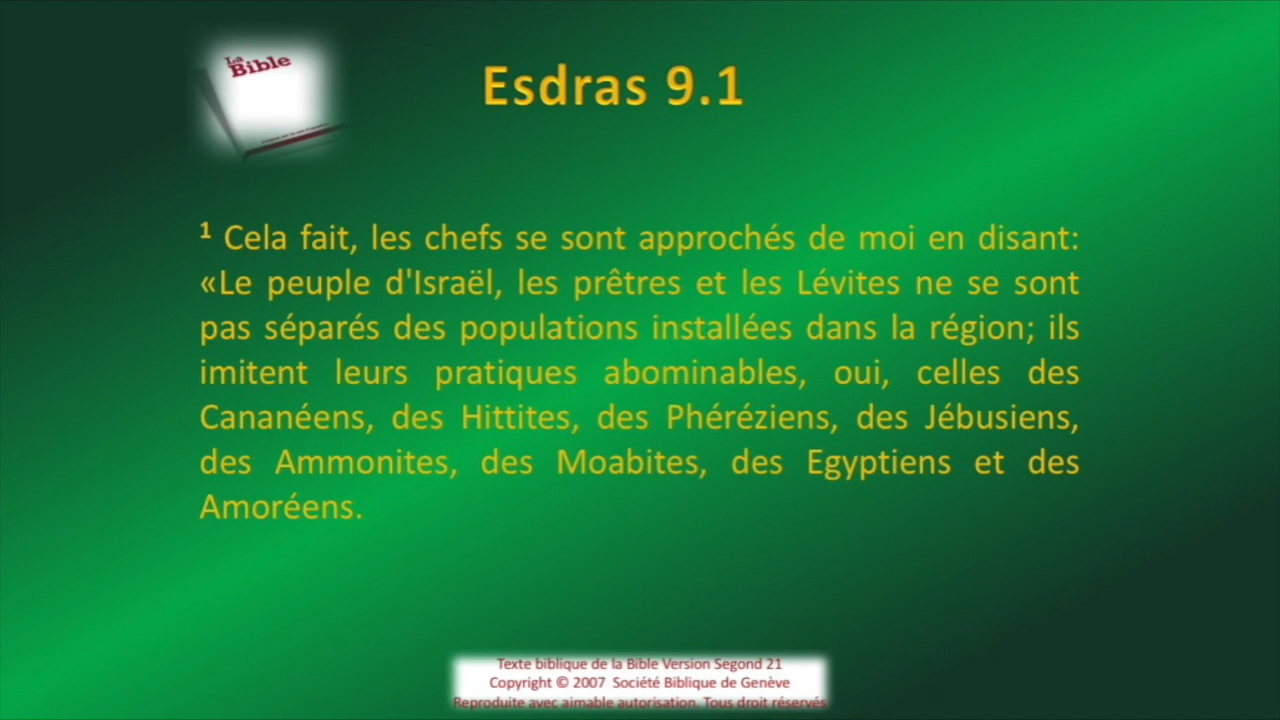 La
Bible
Esdras 9.1
1 Cela fait, les chefs se sont approchés de moi en disant:
«Le peuple d'Israël, les prêtres et les Lévites ne se sont
pas séparés des populations installées dans la région; ils
imitent leurs pratiques abominables, oui, celles des
Cananéens, des Hittites, des Phéréziens, des Jébusiens,
des Ammonites, des Moabites, des Egyptiens et des
Amoréens.
Texte biblique de la Bible Version Segond 21
Copyright © 2007 Société Biblique de Genève
Reproduite avec aimable autorisation. Tous droit réservés